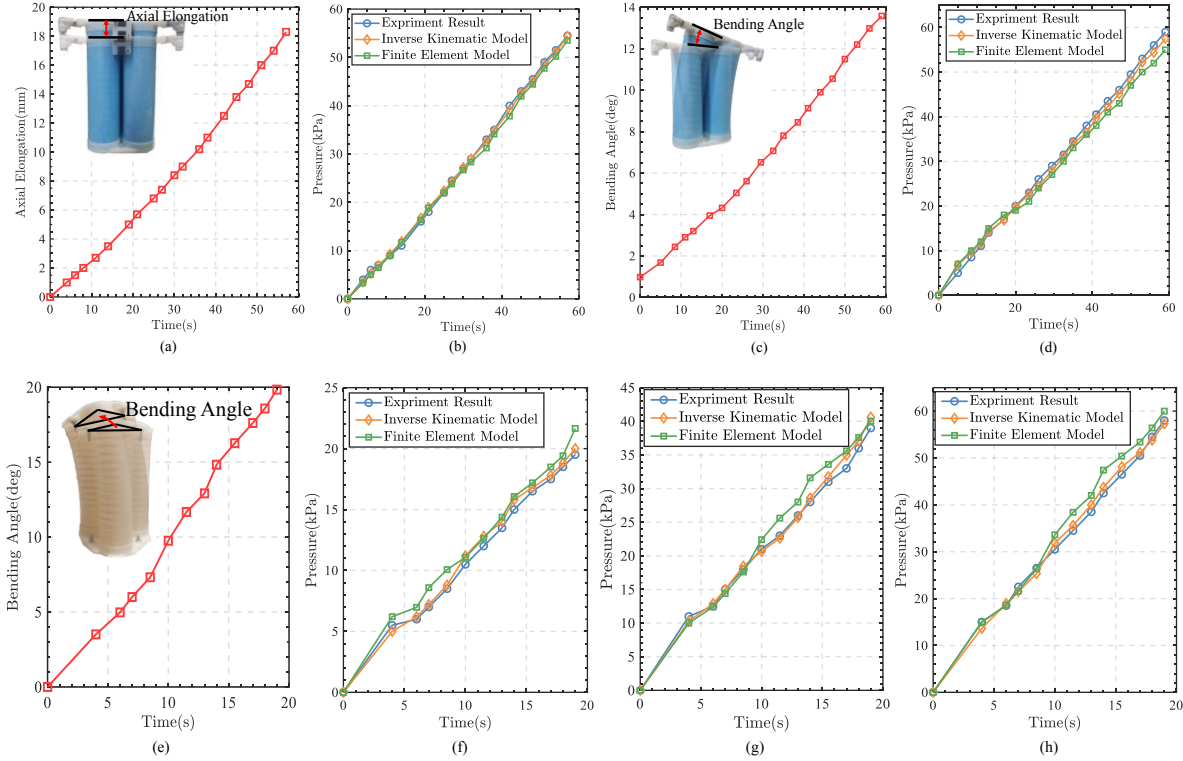 Axial Elongation
Axial Elongation(mm)
20
18
16
14
12
10
8
6
4
2
0
0 10 20 30 40 50 60
Time(s)
(a)
Expriment Result
Inverse Kinematic Model
Finite Element Model
Pressure(kPa)
60
50
40
30
20
10
0
0 20 40 60
Time(s)
(b)
Bending Angle
Bending Angle(deg)
14
12
10
8
6
4
2
0
0 10 20 30 40 50 60
Time(s)
(c)
Expriment Result
Inverse Kinematic Model
Finite Element Model
Pressure(kPa)
60
50
40
30
20
10
0
0 20 40 60
Time(s)
(d)
Bending Angle
Bending Angle(deg)
20
15
10
5
0
0 5 10 15 20
Time(s)
(e)
Expriment Result
Inverse Kinematic Model
Finite Element Model
Pressure(kPa)
25
20
15
10
5
0
0 5 10 15 20
Time(s)
(f)
Expriment Result
Inverse Kinematic Model
Finite Element Model
Pressure(kPa)
45
40
35
30
25
20
15
10
5
0
0 5 10 15 20
Time(s)
(g)
Expriment Result
Inverse Kinematic Model
Finite Element Model
Pressure(kPa)
60
50
40
30
20
10
0
0 5 10 15 20
Time(s)
(h)